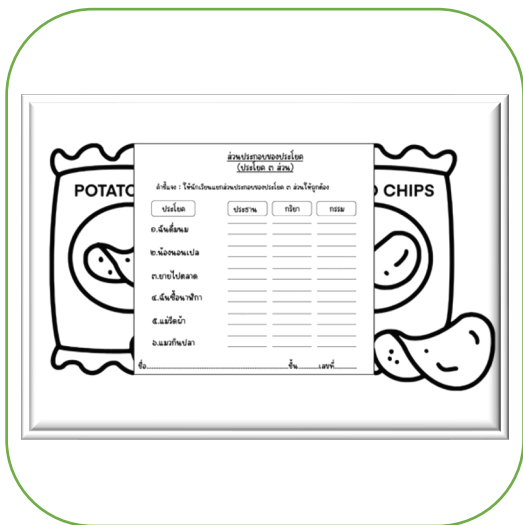 POTATO CHIPS
ส่วนประกอบของประโยค
(ประโยค ๓ ส่วน)
คำชี้แจง : ให้นักเรียนแยกส่วนประกอบของประโยค ๓ ส่วนให้ถูกต้อง
ประโยค ประธาน กริยา กรรม
๑.ฉันดื่มนม
๒.น้องนอนเปล
๓.ยายไปตลาด
๔.ฉันซื้อนาฬิกา
๕.แม่รีดผ้า
๖.แมวกินปลา
ชื่อ..........................................................ชั้น........เลขที่.........